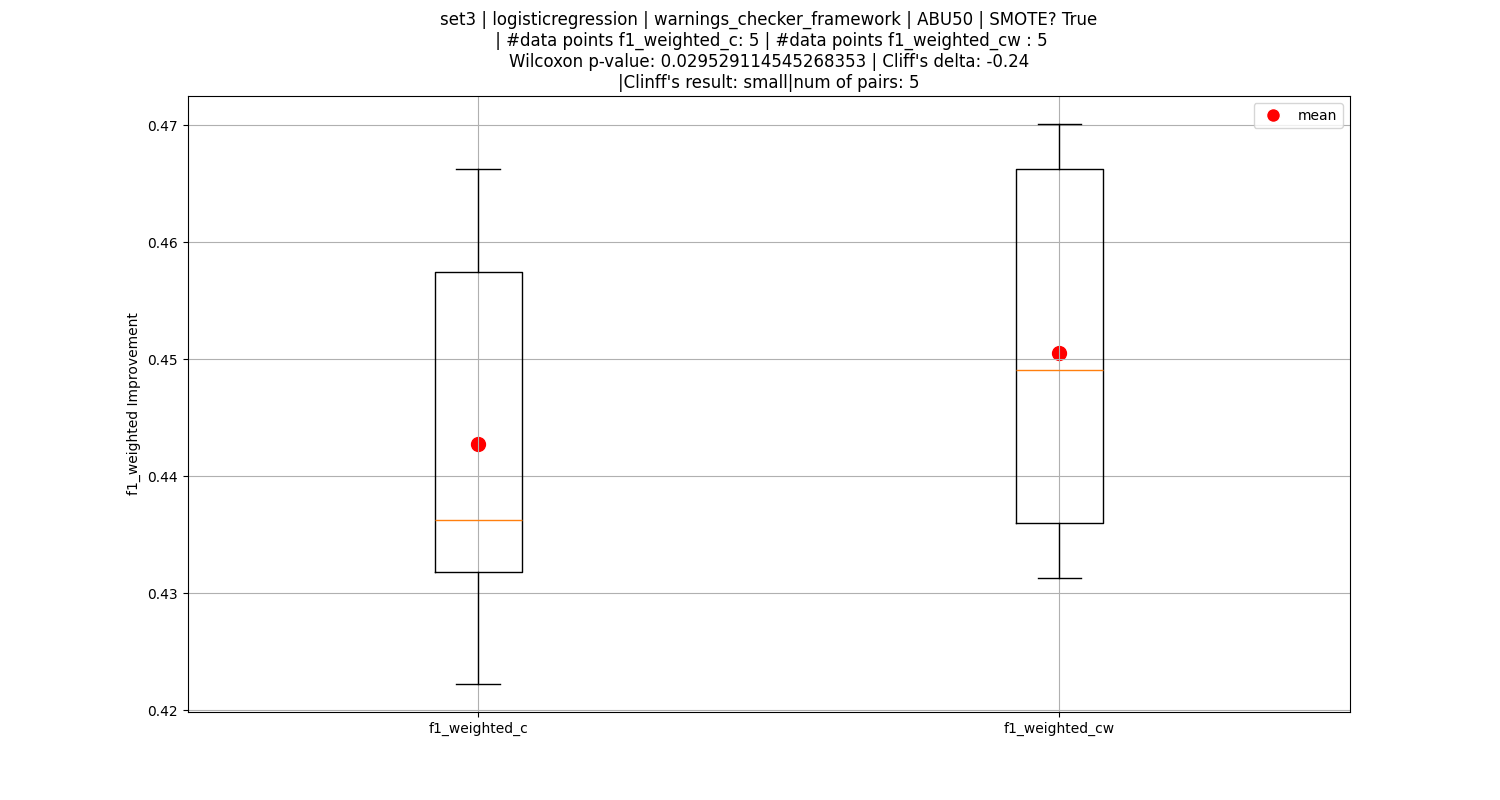 set3 | logisticregression | warnings_checker_framework | ABU50 | SMOTE? True
| #data points f1_weighted_c: 5 | #data points f1_weighted_cw : 5
Wilcoxon p-value: 0.029529114545268353 | Cliff's delta: -0.24
|Clinff's result: small|num of pairs: 5
mean
0.47
0.46
0.45
0.44
0.43
0.42
f1_weighted Improvement
f1_weighted_c
f1_weighted_cw